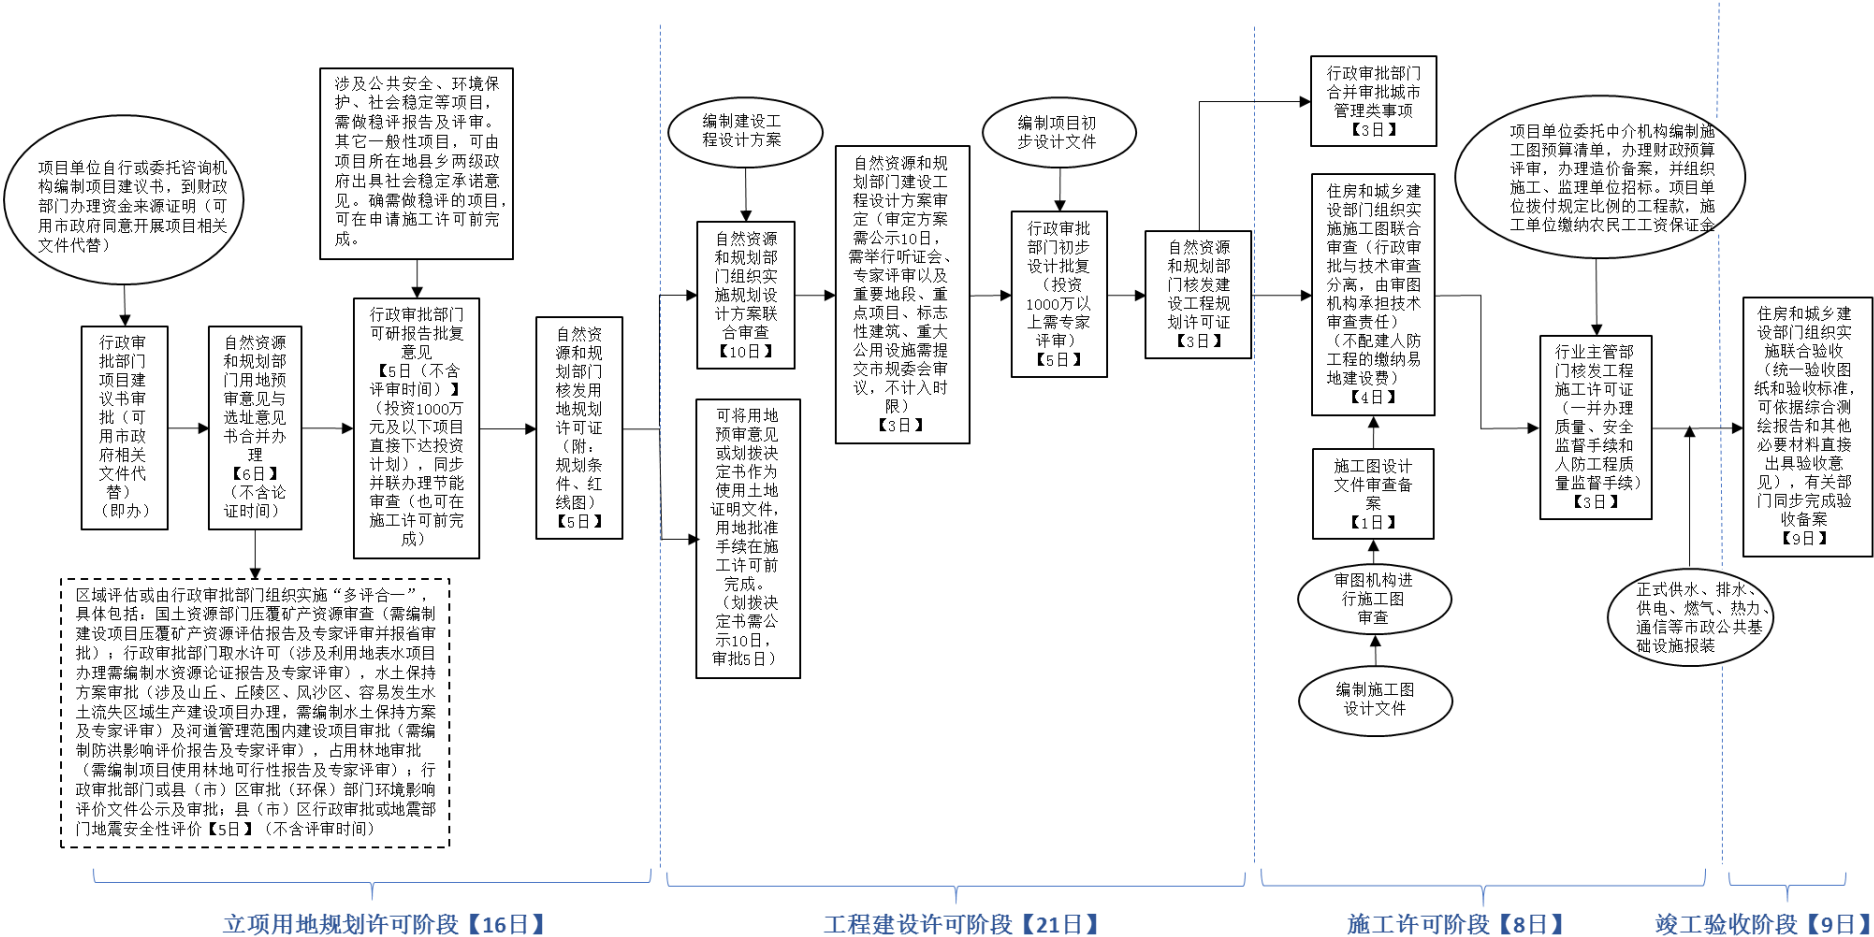 项目单位自行或委托咨询机
构编制项目建议书，到财政
部门办理资金来源证明（可
用市政府同意开展项目相关
文件代替）
行政审
批部门
项目建
议书审
批（可
用市政
府相关
文件代
替）
（即办）
自然资源
和规划部
门用地预
审意见与
选址意见
书合并办
理
【6日】
（不含论
证时间）
涉及公共安全、环境保
护、社会稳定等项目，
需做稳评报告及评审。
其它一般性项目，可由
项目所在地县乡两级政
府出具社会稳定承诺意
见。确需做稳评的项目，
可在申请施工许可前完
成。
行政审批部门
可研报告批复
意见
【5日（不含
评审时间）】
（投资1000万
元及以下项目
直接下达投资
计划），同步
并联办理节能
审查（也可在
施工许可前完
成）
自然资
源和规
划部门
核发用
地规划
许可证
（附：
规划条
件、红
线图）
【5日】
区域评估或由行政审批部门组织实施“多评合一”，
具体包括：国土资源部门压覆矿产资源审查（需编制
建设项目压覆矿产资源评估报告及专家评审并报省审
批）；行政审批部门取水许可（涉及利用地表水项目
办理需编制水资源论证报告及专家评审），水土保持
方案审批（涉及山丘、丘陵区、风沙区、容易发生水
土流失区域生产建设项目办理，需编制水土保持方案
及专家评审）及河道管理范围内建设项目审批（需编
制防洪影响评价报告及专家评审），占用林地审批
（需编制项目使用林地可行性报告及专家评审）；行
政审批部门或县（市）区审批（环保）部门环境影响
评价文件公示及审批；县（市）区行政审批或地震部
门地震安全性评价【5日】（不含评审时间）
编制建设工
程设计方案
自然资源
和规划部
门组织实
施规划设
计方案联
合审查
【10日】
可将用地
预审意见
或划拨决
定书作为
使用土地
证明文件，
用地批准
手续在施
工许可前
完成。
（划拨决
定书需公
示10日，
审批5日）
自然资源和规
划部门建设工
程设计方案审
定（审定方案
需公示10日，
需举行听证会、
专家评审以及
重要地段、重
点项目、标志
性建筑、重大
公用设施需提
交市规委会审
议，不计入时
限）
【3日】
编制项目初
步设计文件
行政审批
部门初步
设计批复
（投资
1000万以
上需专家
评审）
【5日】
自然资源
和规划部
门核发建
设工程规
划许可证
【3日】
行政审批部门
合并审批城市
管理类事项
【3日】
住房和城乡建
设部门组织实
施施工图联合
审查（行政审
批与技术审查
分离，由审图
机构承担技术
审查责任）
（不配建人防
工程的缴纳易
地建设费）
【4日】
施工图设计
文件审查备
案
【1日】
审图机构进
行施工图
审查
编制施工图
设计文件
项目单位委托中介机构编制施
工图预算清单，办理财政预算
评审，办理造价备案，并组织
施工、监理单位招标。项目单
位拨付规定比例的工程款，施
工单位缴纳农民工工资保证金
行业主管部
门核发工程
施工许可证
（一并办理
质量、安全
监督手续和
人防工程质
量监督手续）
【3日】
正式供水、排水、
供电、燃气、热力、
通信等市政公共基
础设施报装
住房和城乡建
设部门组织实
施联合验收
（统一验收图
纸和验收标准，
可依据综合测
绘报告和其他
必要材料直接
出具验收意
见），有关部
门同步完成验
收备案
【9日】
立项用地规划许可阶段【16日】
工程建设许可阶段【21日】
施工许可阶段【8日】
竣工验收阶段【9日】